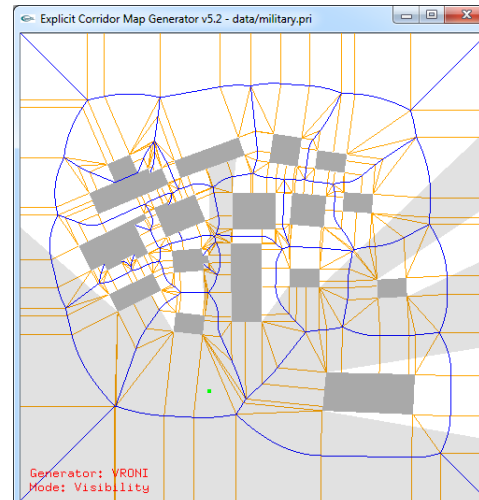 Explicit Corridor Map Generator v5.2 - data/military.pri
Generator: VRONI
Mode: Visibility